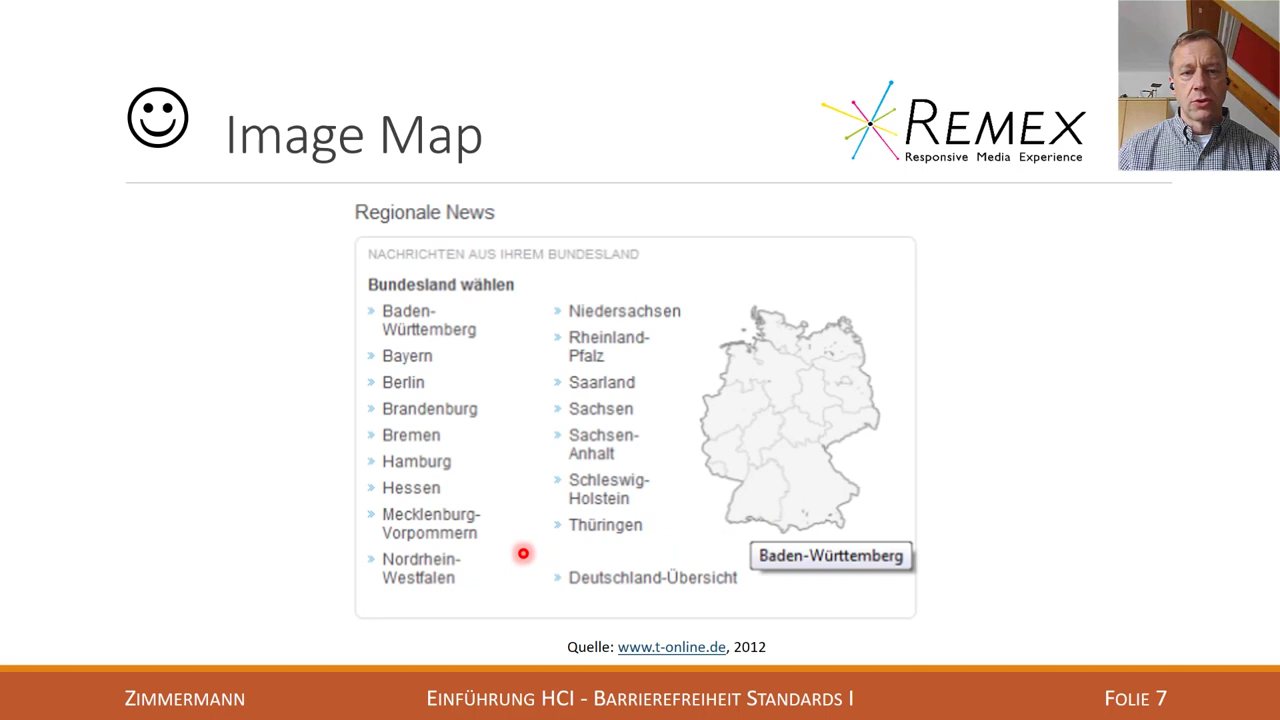 Image Map
REMEX
Responsive Media Experience
Regionale News
NACHRICHTEN AUS IHREM BUNDESLAND
Bundesland wählen
» Baden-
Württemberg
» Bayern
» Berlin
» Brandenburg
» Bremen
» Hamburg
» Hessen
» Mecklenburg-
Vorpommern
» Nordrhein-
Westfalen
» Niedersachsen
» Rheinland-
Pfalz
» Saarland
» Sachsen
» Sachsen-
Anhalt
» Schleswig-
Holstein
» Thüringen
» Deutschland-Übersicht
Baden-Württemberg
Quelle: www.t-online.de, 2012
ZIMMERMANN
EINFÜHRUNG HCI - BARRIEREFREIHEIT STANDARDS I
FOLIE 7